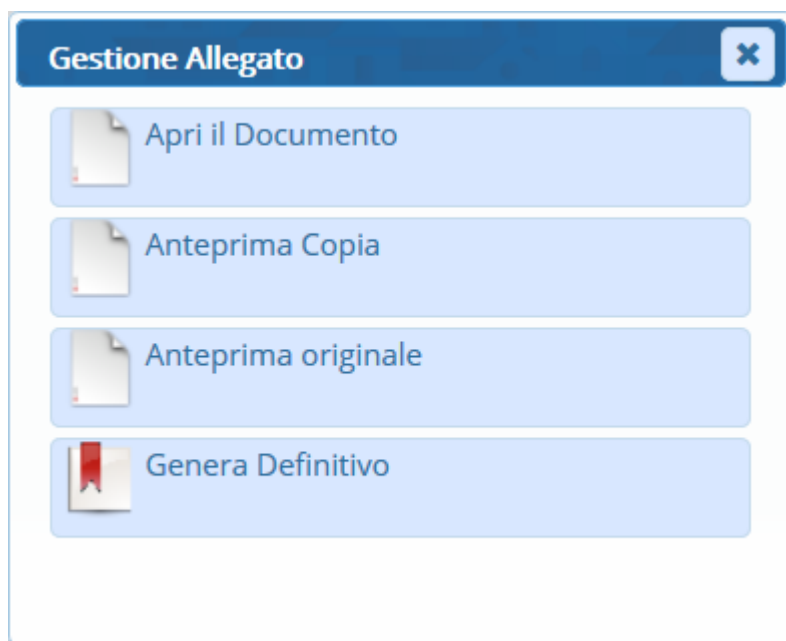 Gestione Allegato
Apri il Documento
Anteprima Copia
Anteprima originale
Genera Definitivo